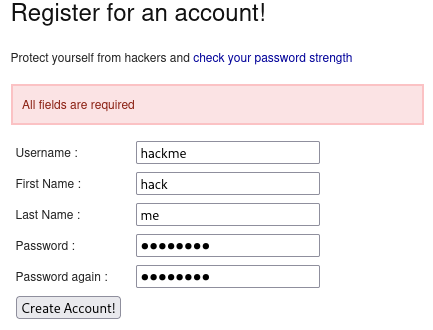 Register for an account!
Protect yourself from hackers and check your password strength
All fields are required
Username : hackme
First Name : hack
Last Name : me
Password : ●●●●●●●●
Password again : ●●●●●●●●
Create Account!